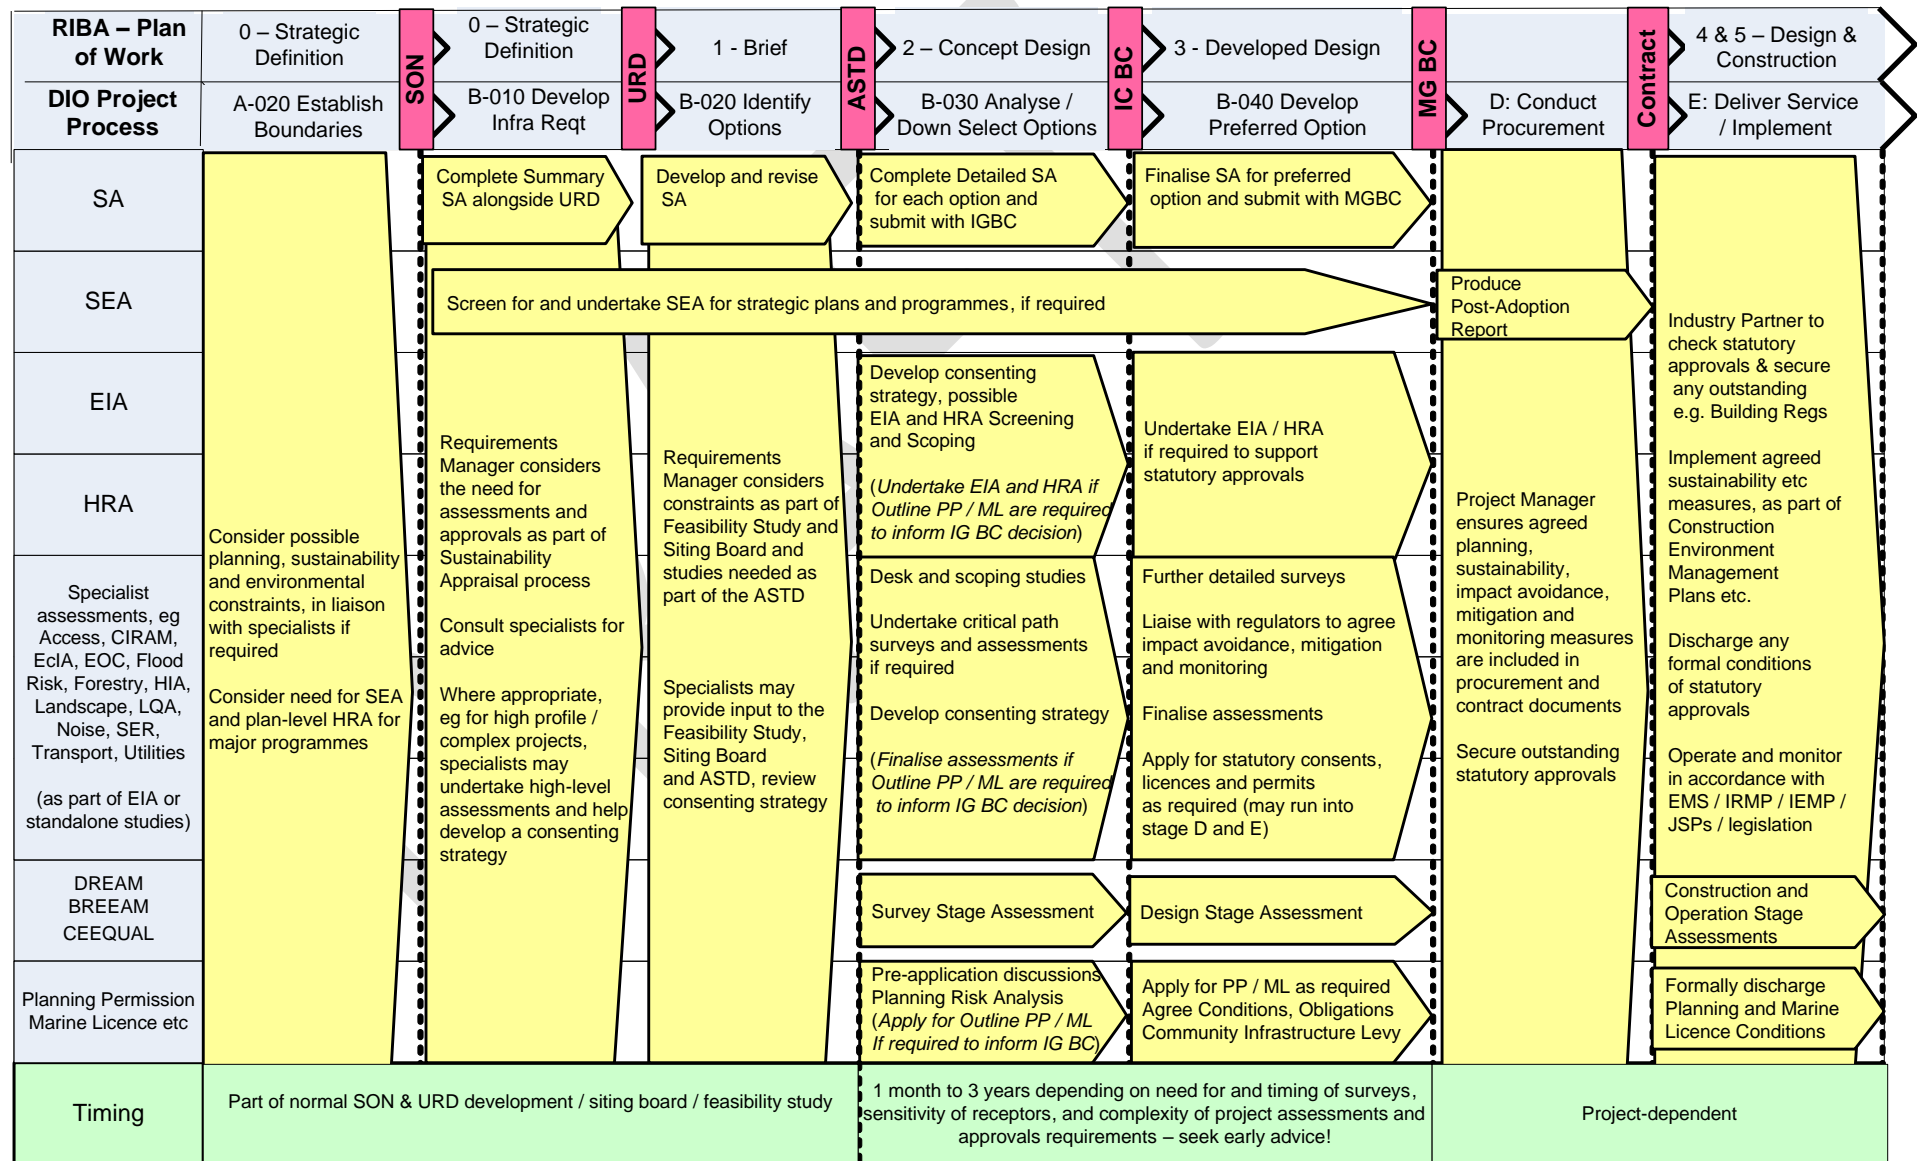 RIBA – Plan
of Work
0 – Strategic
Definition
SON
0 – Strategic
Definition
URD
1 - Brief
ASTD
2 – Concept Design
IC BC
3 - Developed Design
MG BC
Contract
4 & 5 – Design &
Construction
DIO Project
Process
A-020 Establish
Boundaries
B-010 Develop
Infra Reqt
B-020 Identify
Options
B-030 Analyse /
Down Select Options
B-040 Develop
Preferred Option
D: Conduct
Procurement
E: Deliver Service
/ Implement
SA
Complete Summary
SA alongside URD
Develop and revise
SA
Complete Detailed SA
for each option and
submit with IGBC
Finalise SA for preferred
option and submit with MGBC
SEA
Screen for and undertake SEA for strategic plans and programmes, if required
Produce
Post-Adoption
Report
EIA
HRA
Specialist
assessments, eg
Access, CIRAM,
EcIA, EOC, Flood
Risk, Forestry, HIA,
Landscape, LQA,
Noise, SER,
Transport, Utilities
(as part of EIA or
standalone studies)
Consider possible
planning, sustainability
and environmental
constraints, in liaison
with specialists if
required
Consider need for SEA
and plan-level HRA for
major programmes
Requirements
Manager considers
the need for
assessments and
approvals as part of
Sustainability
Appraisal process
Consult specialists for
advice
Where appropriate,
eg for high profile /
complex projects,
specialists may
undertake high-level
assessments and help
develop a consenting
strategy
Requirements
Manager considers
constraints as part of
Feasibility Study and
Siting Board and
studies needed as
part of the ASTD
Specialists may
provide input to the
Feasibility Study,
Siting Board
and ASTD, review
consenting strategy
Develop consenting
strategy, possible
EIA and HRA Screening
and Scoping
(Undertake EIA and HRA if
Outline PP / ML are required
to inform IG BC decision)
Desk and scoping studies
Undertake critical path
surveys and assessments
if required
Develop consenting strategy
(Finalise assessments if
Outline PP / ML are required
to inform IG BC decision)
Undertake EIA / HRA
if required to support
statutory approvals
Further detailed surveys
Liaise with regulators to agree
impact avoidance, mitigation
and monitoring
Finalise assessments
Apply for statutory consents,
licences and permits
as required (may run into
stage D and E)
Project Manager
ensures agreed
planning,
sustainability,
impact avoidance,
mitigation and
monitoring measures
are included in
procurement and
contract documents
Secure outstanding
statutory approvals
Industry Partner to
check statutory
approvals & secure
any outstanding
e.g. Building Regs
Implement agreed
sustainability etc
measures, as part of
Construction
Environment
Management
Plans etc.
Discharge any
formal conditions
of statutory
approvals
Operate and monitor
in accordance with
EMS / IRMP / IEMP /
JSPs / legislation
DREAM
BREEAM
CEEQUAL
Survey Stage Assessment
Design Stage Assessment
Construction and
Operation Stage
Assessments
Planning Permission
Marine Licence etc
Pre-application discussions
Planning Risk Analysis
(Apply for Outline PP / ML
If required to inform IG BC)
Apply for PP / ML as required
Agree Conditions, Obligations
Community Infrastructure Levy
Formally discharge
Planning and Marine
Licence Conditions
Timing
Part of normal SON & URD development / siting board / feasibility study
1 month to 3 years depending on need for and timing of surveys,
sensitivity of receptors, and complexity of project assessments and
approvals requirements – seek early advice!
Project-dependent